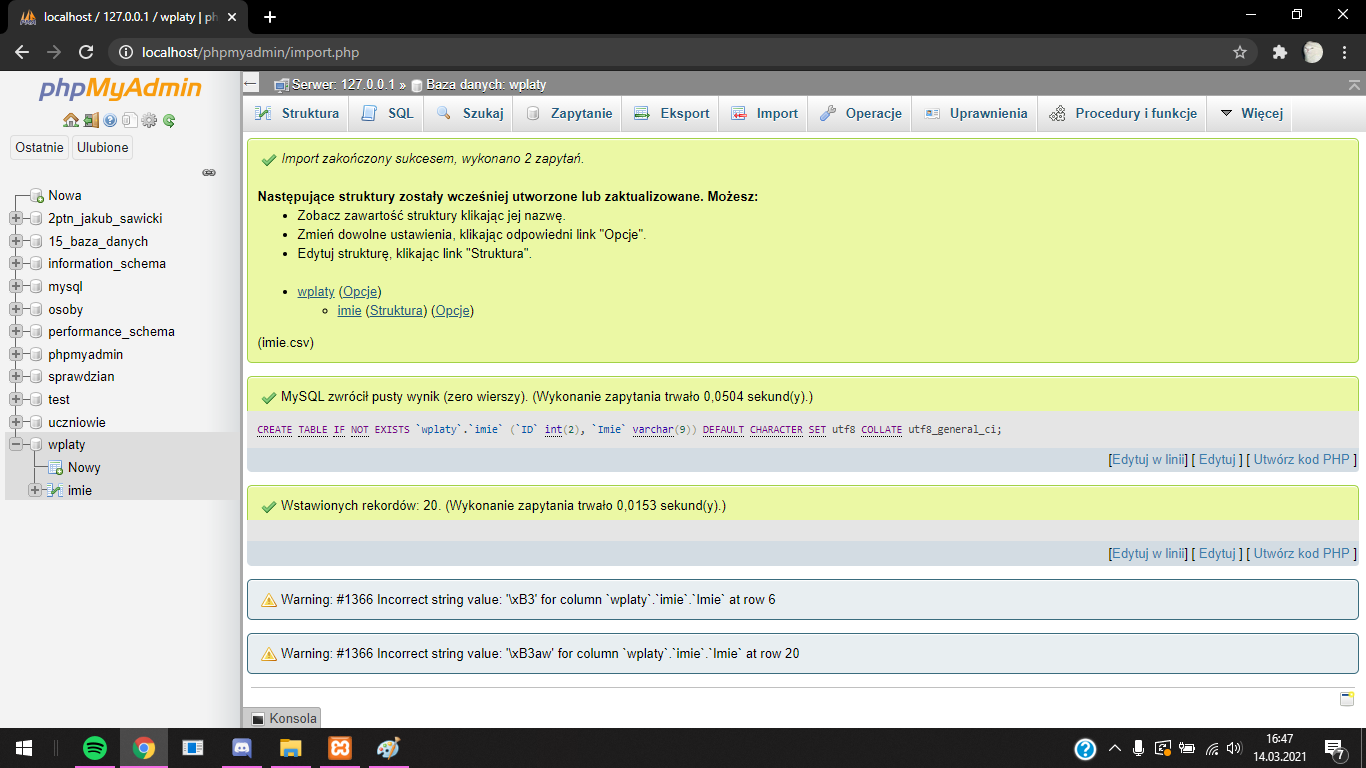 localhost / 127.0.0.1 / wplaty | ph
localhost/phpmyadmin/import.php
phpMyAdmin
Ostatnie
Ulubione
Nowa
2ptn_jakub_sawicki
15_baza_danych
information_schema
mysql
osoby
performance_schema
phpmyadmin
sprawdzian
test
uczniowie
wplaty
Nowy
imie
Serwer: 127.0.0.1 » Baza danych: wplaty
Struktura SQL Szukaj Zapytanie Eksport Import Operacje Uprawnienia Procedury i funkcje Więcej
Import zakończony sukcesem, wykonano 2 zapytań.
Następujące struktury zostały wcześniej utworzone lub zaktualizowane. Możesz:
Zobacz zawartość struktury klikając jej nazwę.
Zmień dowolne ustawienia, klikając odpowiedni link "Opcje".
Edytuj strukturę, klikając link "Struktura".
wplaty (Opcje)
imie (Struktura) (Opcje)
(imie.csv)
MySQL zwrócił pusty wynik (zero wierszy). (Wykonanie zapytania trwało 0,0504 sekund(y).)
CREATE TABLE IF NOT EXISTS `wplaty`.`imie` (`ID` int(2), `Imie` varchar(9)) DEFAULT CHARACTER SET utf8 COLLATE utf8_general_ci;
[Edytuj w linii] [ Edytuj ] [ Utwórz kod PHP ]
Wstawionych rekordów: 20. (Wykonanie zapytania trwało 0,0153 sekund(y).)
[Edytuj w linii] [ Edytuj ] [ Utwórz kod PHP ]
Warning: #1366 Incorrect string value: '\xB3' for column `wplaty`.`imie`.`Imie` at row 6
Warning: #1366 Incorrect string value: '\xB3aw' for column `wplaty`.`imie`.`Imie` at row 20
Konsola
16:47
14.03.2021
7